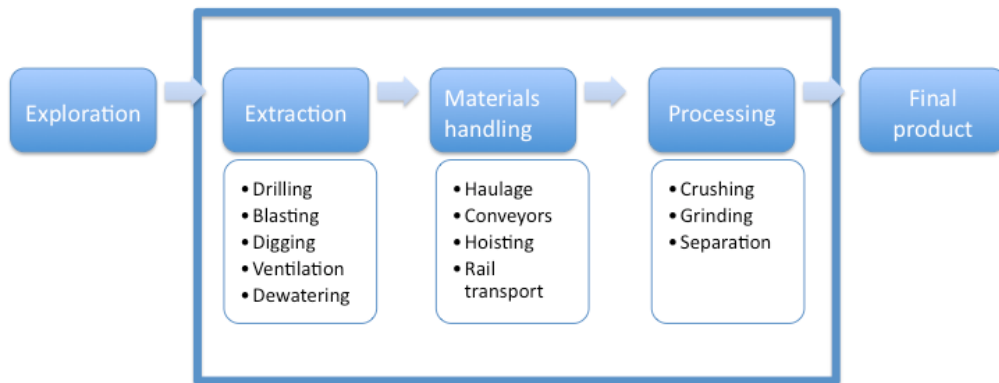 Exploration
Extraction
Materials
handling
Processing
Final
product
• Drilling
• Blasting
• Digging
• Ventilation
• Dewatering
• Haulage
• Conveyors
• Hoisting
• Rail
transport
• Crushing
• Grinding
• Separation